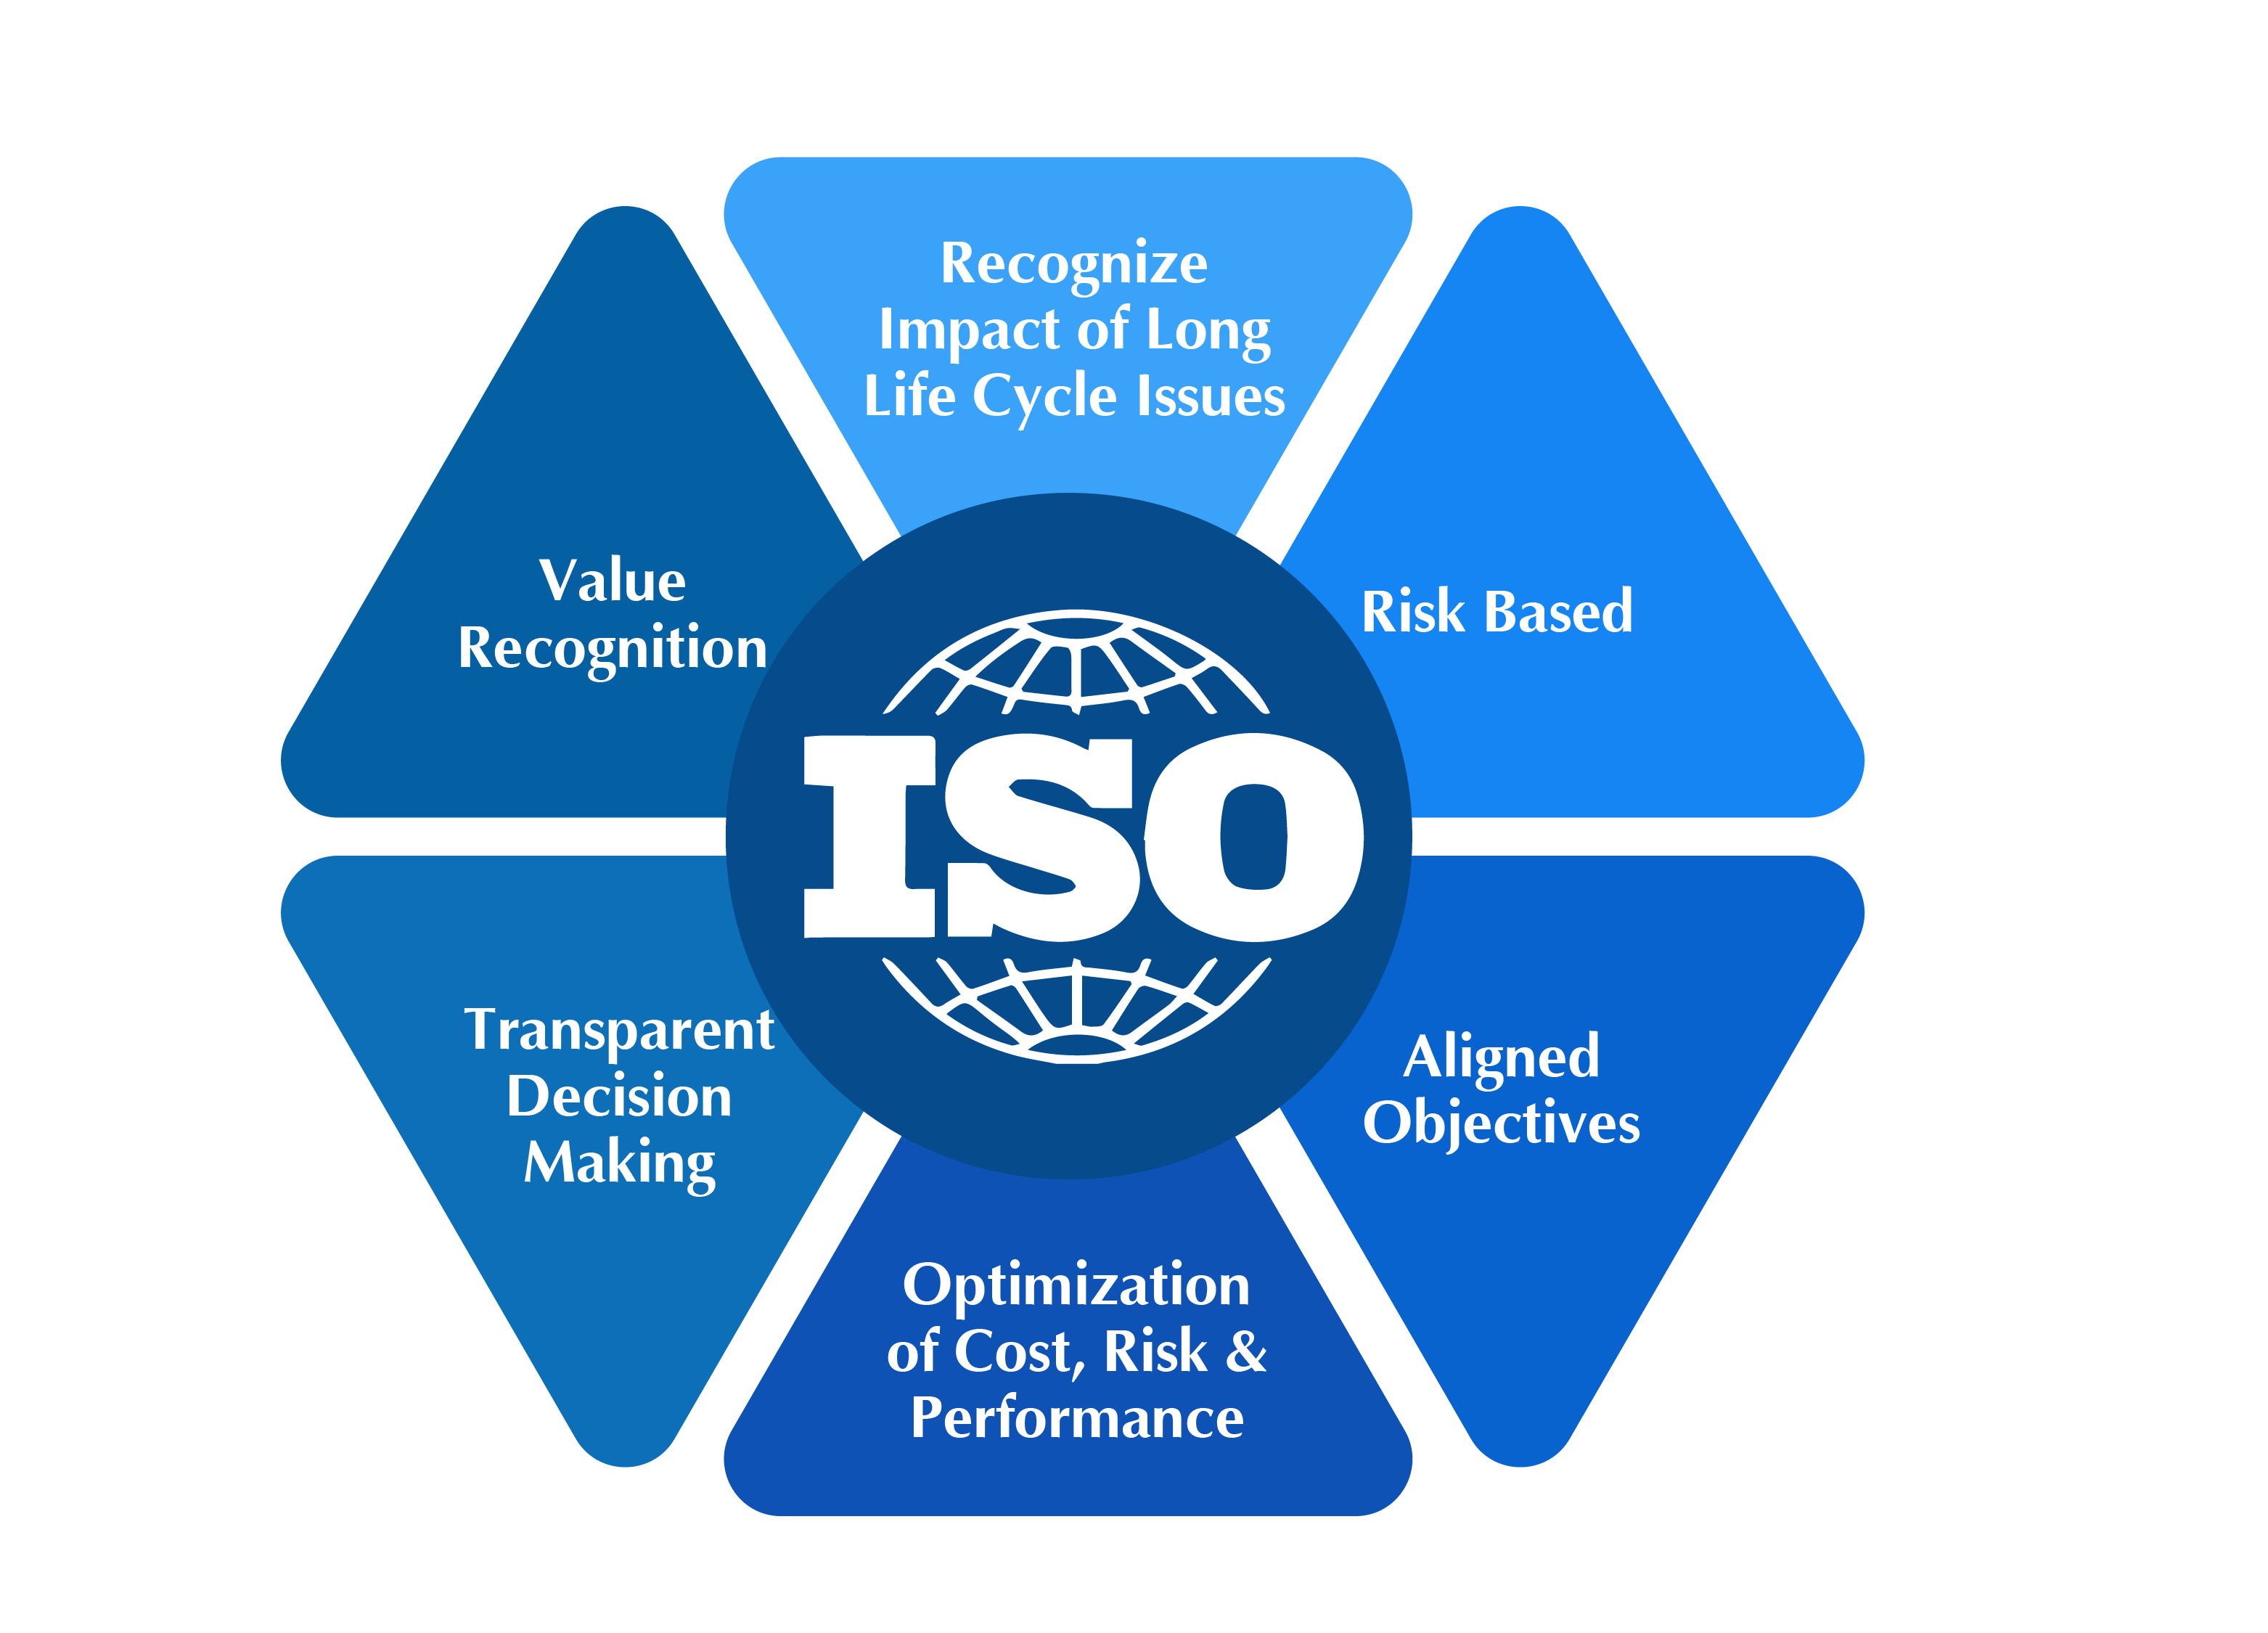 Recognize
Impact of Long
Life Cycle Issues
Risk Based
Aligned
Objectives
Optimization
of Cost, Risk &
Performance
Transparent
Decision
Making
Value
Recognition
ISO